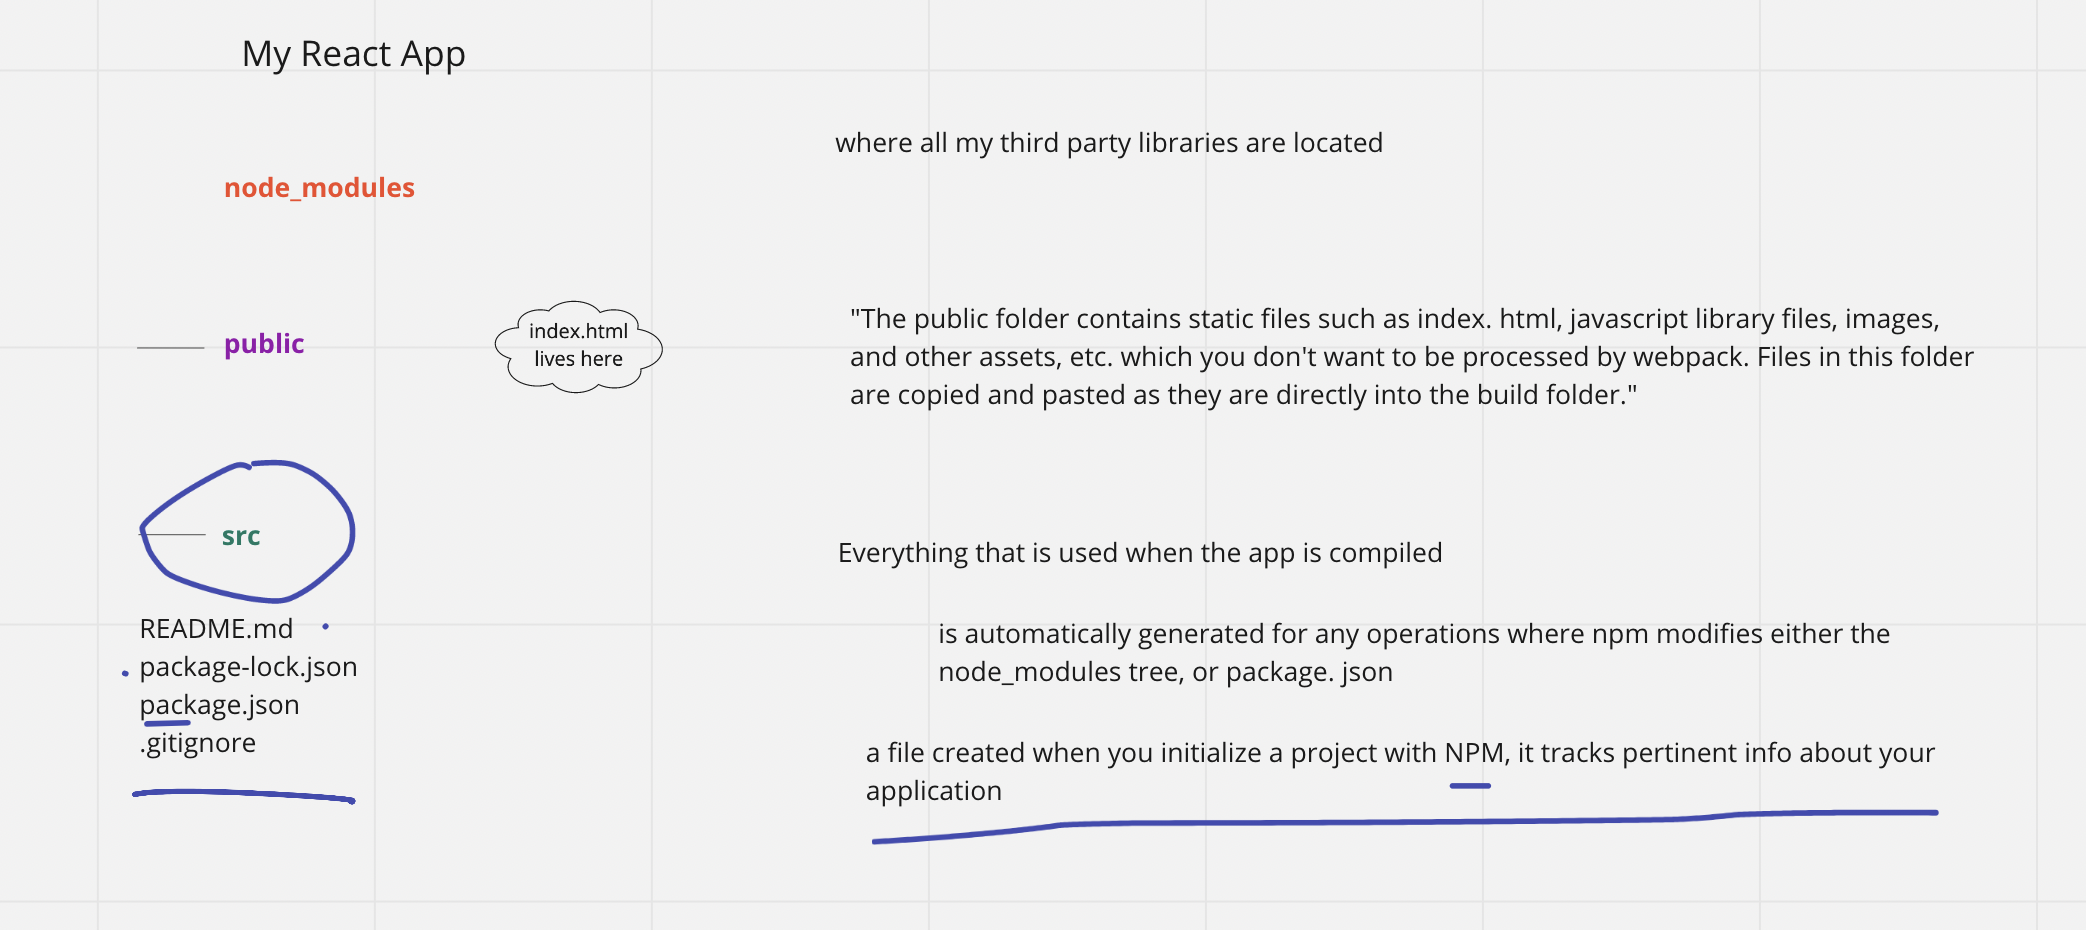 My React App
where all my third party libraries are located
node_modules
public
index.html
lives here
"The public folder contains static files such as index. html, javascript library files, images,
and other assets, etc. which you don't want to be processed by webpack. Files in this folder
are copied and pasted as they are directly into the build folder."
src
Everything that is used when the app is compiled
README.md
package-lock.json
package.json
.gitignore
is automatically generated for any operations where npm modifies either the
node_modules tree, or package. json
a file created when you initialize a project with NPM, it tracks pertinent info about your
application